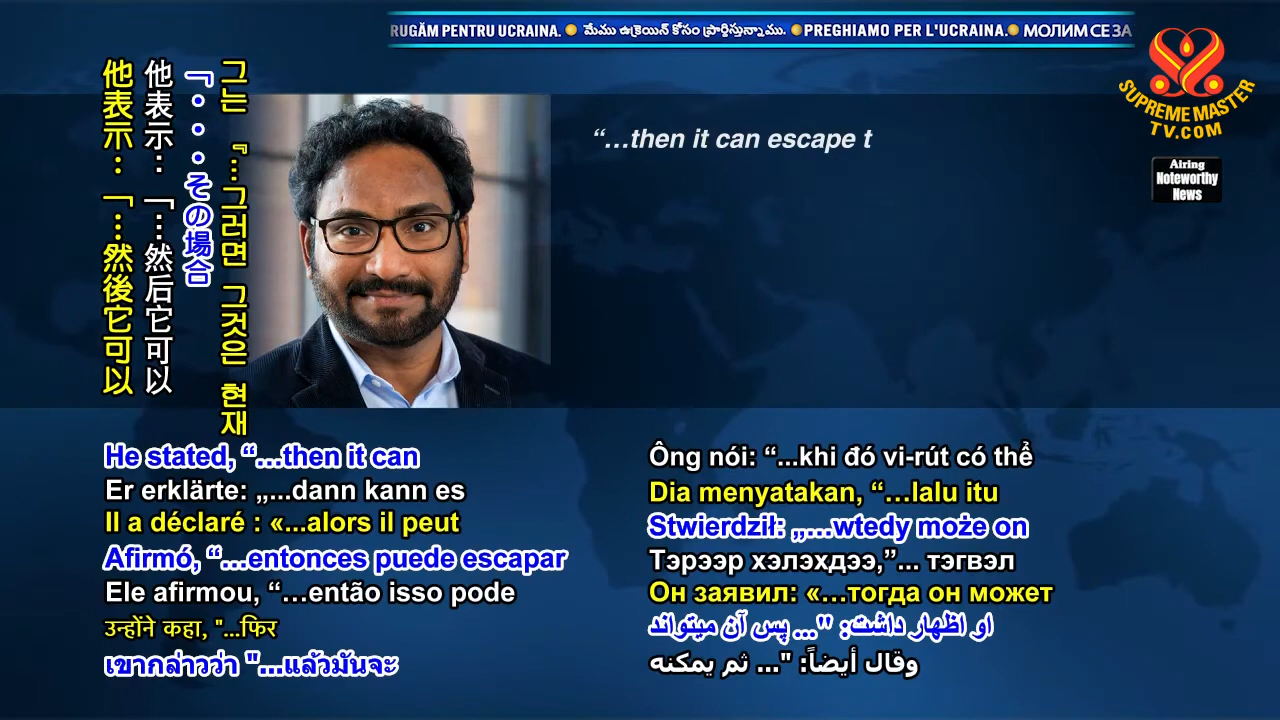 RUGĂM PENTRU UCRAINA. మేము ఉక్రెయిన్ కోసం ప్రార్థిస్తున్నాము. PREGHIAMO PER L'UCRAINA. МОЛИМ СЕ ЗА
SUPREME MASTER
TV.COM
Airing
Noteworthy
News
“…then it can escape t
그는 『…그러면 그것은 현재
「・・・その場合
他表示：「…然后它可以
他表示：「…然後它可以
He stated, “…then it can
Er erklärte: „...dann kann es
Il a déclaré : «...alors il peut
Afirmó, “...entonces puede escapar
Ele afirmou, “…então isso pode
उन्होंने कहा, "...फिर
เขากล่าวว่า "...แล้วมันจะ
Ông nói: “...khi đó vi-rút có thể
Dia menyatakan, “…lalu itu
Stwierdził: „…wtedy może on
Тэрээр хэлэхдээ,”... тэгвэл
Он заявил: «…тогда он может
او اظهار داشت: "... پس آن میتواند
وقال أيضاً: "... ثم يمكنه